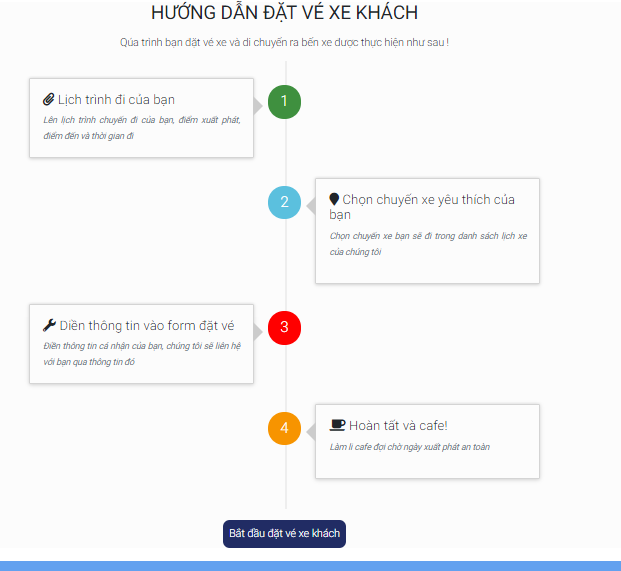 HƯỚNG DẪN ĐẶT VÉ XE KHÁCH
Qúa trình bạn đặt vé xe và di chuyển ra bến xe được thực hiện như sau !
Lịch trình đi của bạn
1
Lên lịch trình chuyến đi của bạn, điểm xuất phát,
điểm đến và thời gian đi
2
Chọn chuyến xe yêu thích của
bạn
Chọn chuyến xe bạn sẽ đi trong danh sách lịch xe
của chúng tôi
Điền thông tin vào form đặt vé
3
Điền thông tin cá nhận của bạn, chúng tôi sẽ liên hệ
với bạn qua thông tin đó
4
Hoàn tất và cafe!
Làm li cafe đợi chờ ngày xuất phát an toàn
Bắt đầu đặt vé xe khách